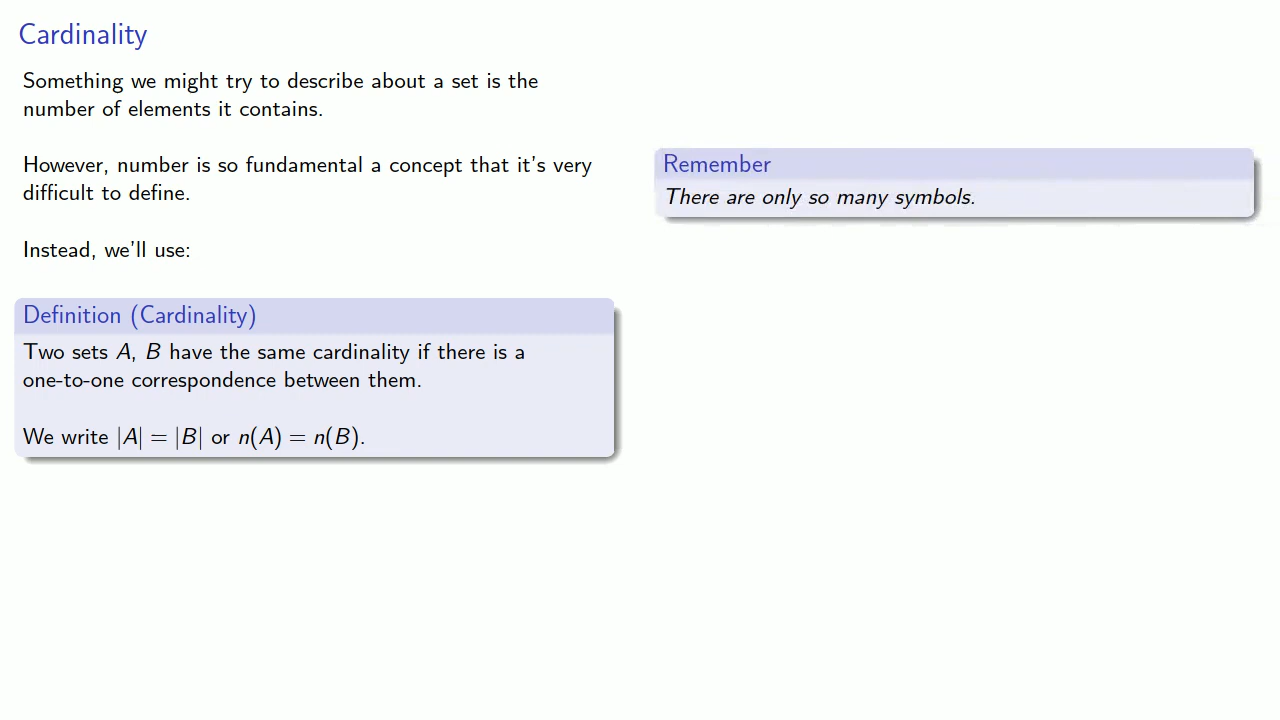 Cardinality
Something we might try to describe about a set is the
number of elements it contains.
However, number is so fundamental a concept that it's very
difficult to define.
Instead, we'll use:
Definition (Cardinality)
Two sets A, B have the same cardinality if there is a
one-to-one correspondence between them.
We write |A| = |B| or n(A) = n(B).
Remember
There are only so many symbols.